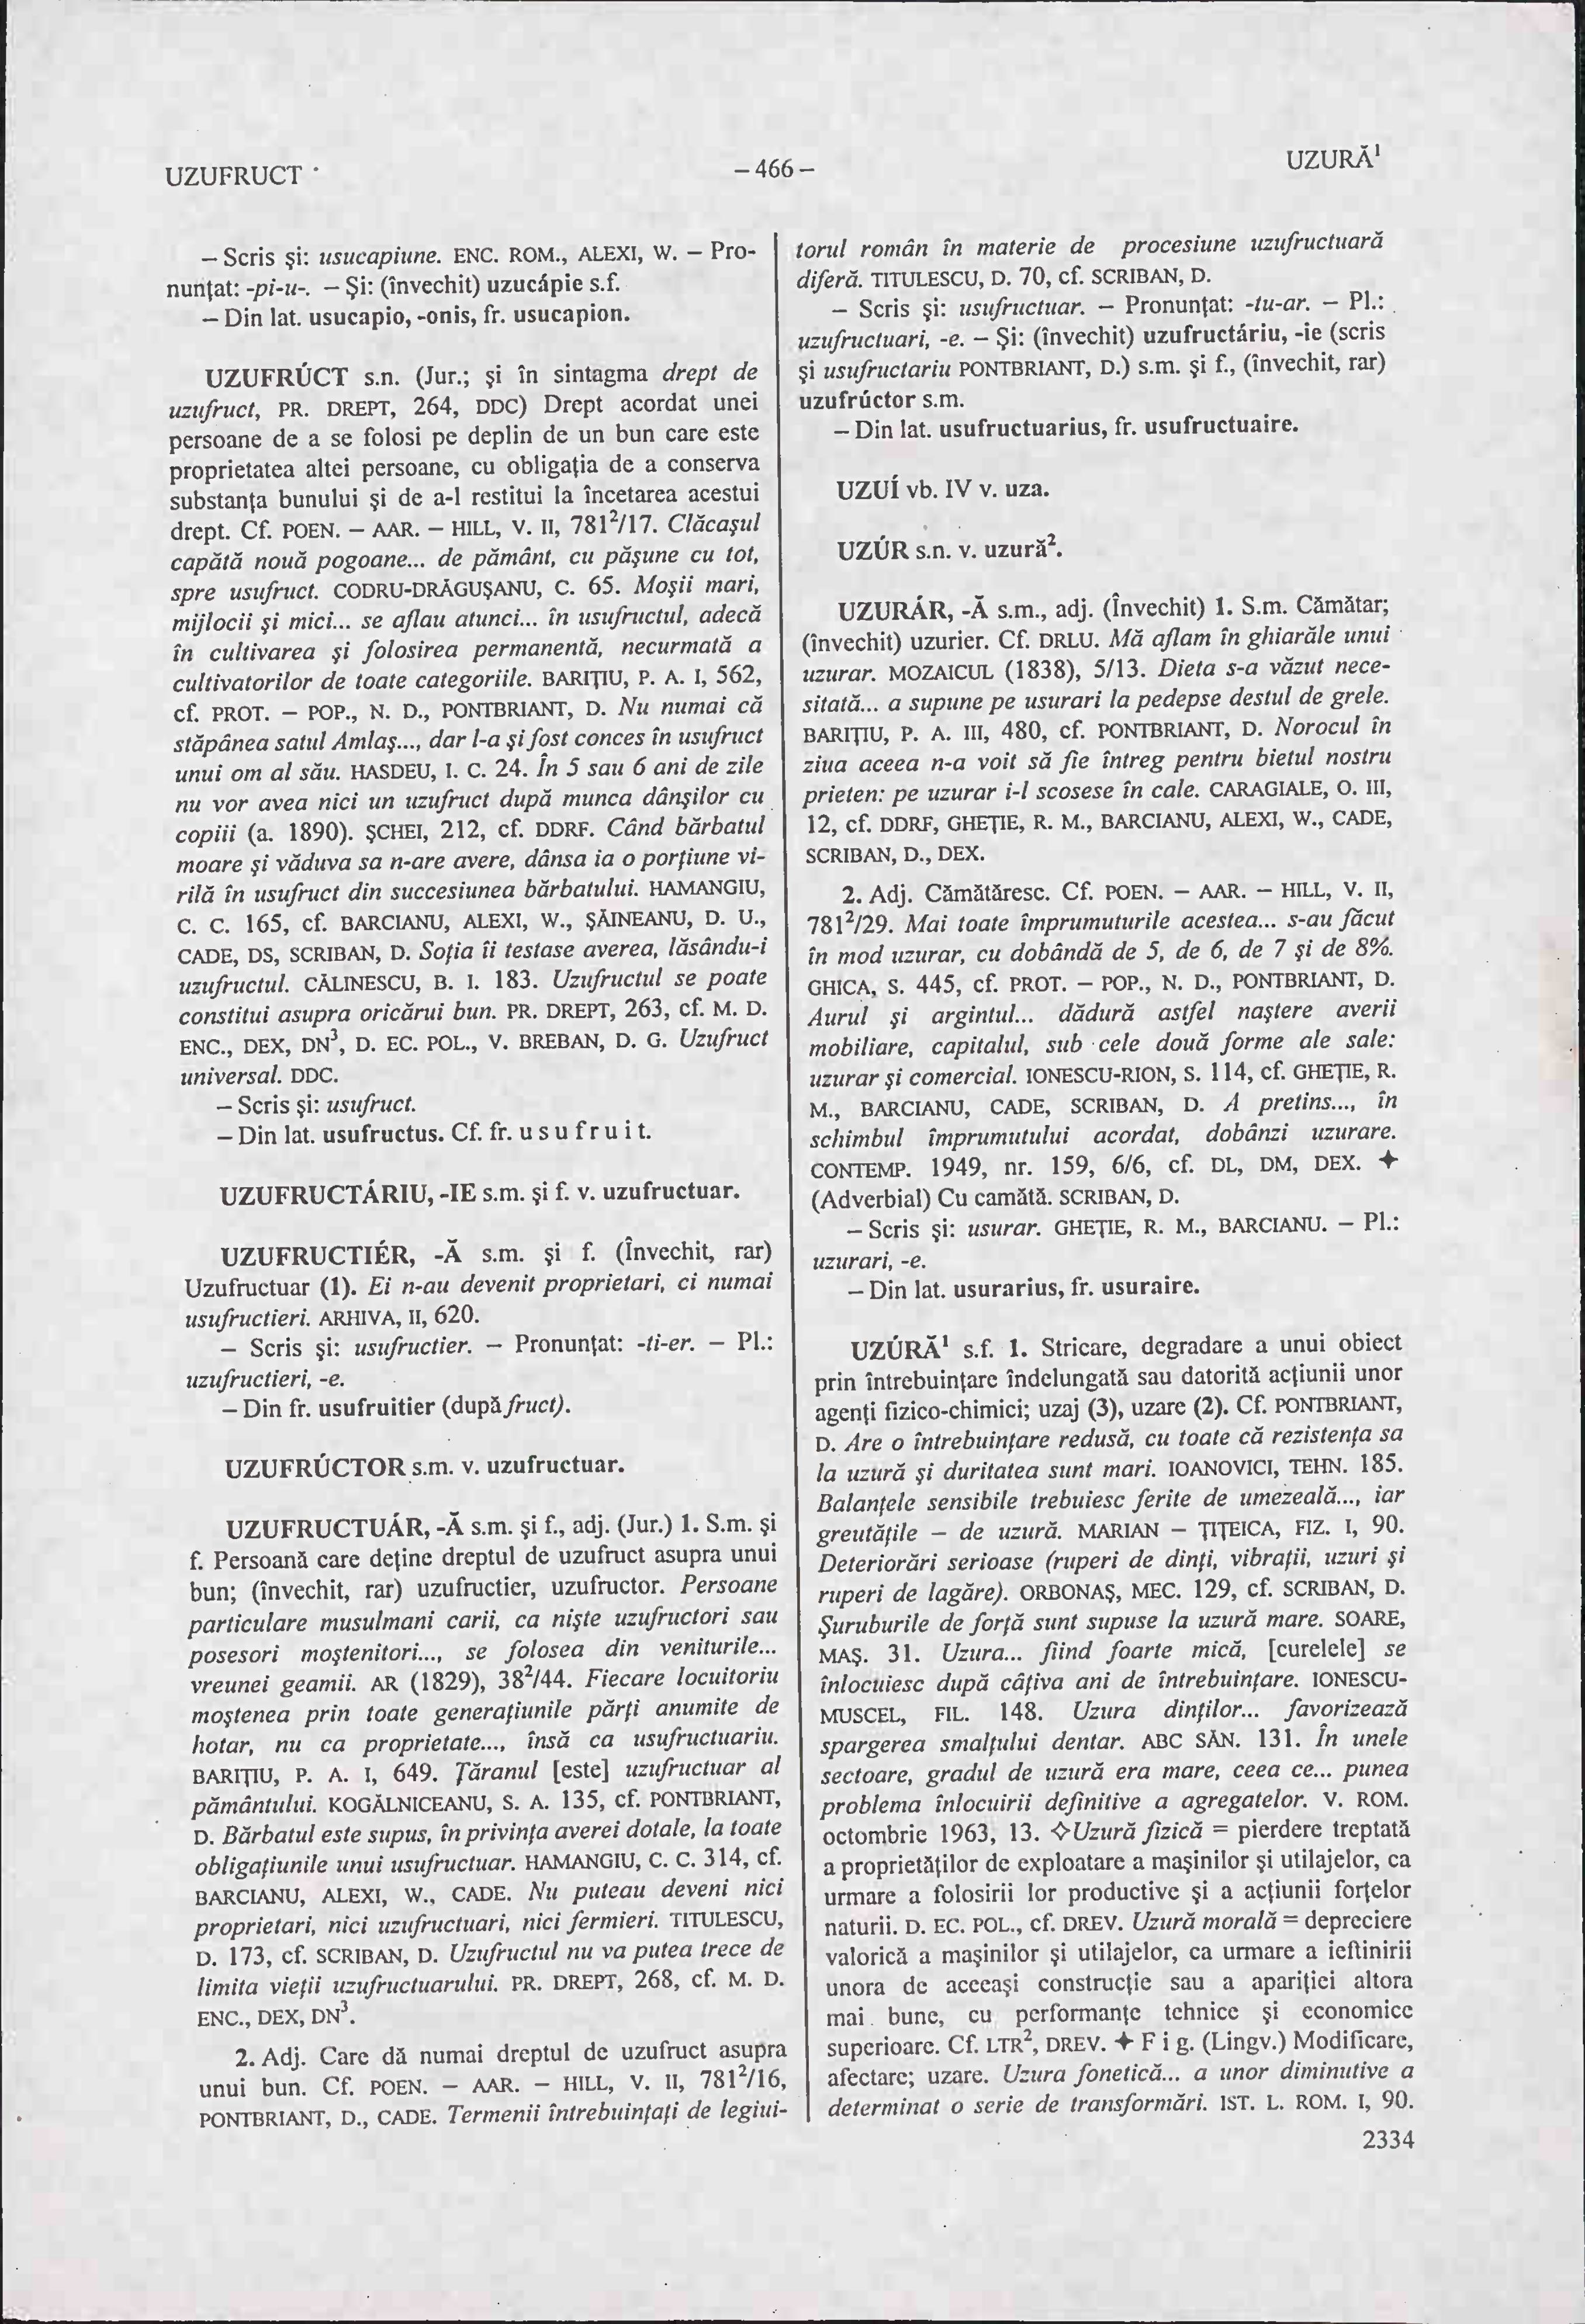 UZUFRUCT
– 466 –
UZURĂ¹
– Scris şi: usucapiune. ENC. ROM., ALEXI, W. – Pro-
nunţat: -pi-u-. – Şi: (învechit) uzucápie s.f.
– Din lat. usucapio, -onis, fr. usucapion.
UZUFRÚCT s.n. (Jur.; şi în sintagma drept de
uzufruct, PR. DREPT, 264, DDC) Drept acordat unei
persoane de a se folosi pe deplin de un bun care este
proprietatea altei persoane, cu obligaţia de a conserva
substanţa bunului şi de a-l restitui la încetarea acestui
drept. Cf. POEN. – AAR. – HILL, V. II, 781²/17. Clăcaşul
capătă nouă pogoane... de pământ, cu păşune cu tot,
spre usufruct. CODRU-DRĂGUŞANU, C. 65. Moşii mari,
mijlocii şi mici... se aflau atunci... în usufructul, adecă
în cultivarea şi folosirea permanentă, necurmată a
cultivatorilor de toate categoriile. BARIŢIU, P. A. I, 562,
cf. PROT. – POP., N. D., PONTBRIANT, D. Nu numai că
stăpânea satul Amlaş..., dar l-a şi fost conces în usufruct
unui om al său. HASDEU, I. C. 24. În 5 sau 6 ani de zile
nu vor avea nici un uzufruct după munca dânşilor cu
copiii (a. 1890). ŞCHEI, 212, cf. DDRF. Când bărbatul
moare şi văduva sa n-are avere, dânsa ia o porţiune vi-
rilă în usufruct din succesiunea bărbatului. HAMANGIU,
C. C. 165, cf. BARCIANU, ALEXI, W., ŞĂINEANU, D. U.,
CADE, DS, SCRIBAN, D. Soţia îi testase averea, lăsându-i
uzufructul. CĂLINESCU, B. I. 183. Uzufructul se poate
constitui asupra oricărui bun. PR. DREPT, 263, cf. M. D.
ENC., DEX, DN³, D. EC. POL., V. BREBAN, D. G. Uzufruct
universal. DDC.
– Scris şi: usufruct.
– Din lat. usufructus. Cf. fr. u s u f r u i t.
UZUFRUCTÁRIU, -IE s.m. şi f. v. uzufructuar.
UZUFRUCTIÉR, -Ă s.m. şi f. (Învechit, rar)
Uzufructuar (1). Ei n-au devenit proprietari, ci numai
usufructieri. ARHIVA, II, 620.
– Scris şi: usufructier. – Pronunţat: -ti-er. – Pl.:
uzufructieri, -e.
– Din fr. usufruitier (după fruct).
UZUFRÚCTOR s.m. v. uzufructuar.
UZUFRUCTUÁR, -Ă s.m. şi f., adj. (Jur.) 1. S.m. şi
f. Persoană care deţine dreptul de uzufruct asupra unui
bun; (învechit, rar) uzufructier, uzufructor. Persoane
particulare musulmani carii, ca nişte uzufructori sau
posesori moştenitori..., se folosea din veniturile...
vreunei geamii. AR (1829), 38²/44. Fiecare locuitoriu
moştenea prin toate generaţiunile părţi anumite de
hotar, nu ca proprietate..., însă ca usufructuariu.
BARIŢIU, P. A. I, 649. Ţăranul [este] uzufructuar al
pământului. KOGĂLNICEANU, S. A. 135, cf. PONTBRIANT,
D. Bărbatul este supus, în privinţa averei dotale, la toate
obligaţiunile unui usufructuar. HAMANGIU, C. C. 314, cf.
BARCIANU, ALEXI, W., CADE. Nu puteau deveni nici
proprietari, nici uzufructuari, nici fermieri. TITULESCU,
D. 173, cf. SCRIBAN, D. Uzufructul nu va putea trece de
limita vieţii uzufructuarului. PR. DREPT, 268, cf. M. D.
ENC., DEX, DN³.
2. Adj. Care dă numai dreptul de uzufruct asupra
unui bun. Cf. POEN. – AAR. – HILL, V. II, 781²/16,
PONTBRIANT, D., CADE. Termenii întrebuinţaţi de legiui-
torul român în materie de procesiune uzufructuară
diferă. TITULESCU, D. 70, cf. SCRIBAN, D.
– Scris şi: usufructuar. – Pronunţat: -tu-ar. – Pl.:
uzufructuari, -e. – Şi: (învechit) uzufructáriu, -ie (scris
şi usufructariu PONTBRIANT, D.) s.m. şi f., (învechit, rar)
uzufrúctor s.m.
– Din lat. usufructuarius, fr. usufructuaire.
UZUÍ vb. IV v. uza.
UZÚR s.n. v. uzură².
UZURÁR, -Ă s.m., adj. (Învechit) 1. S.m. Cămătar;
(învechit) uzurier. Cf. DRLU. Mă aflam în ghiarăle unui
uzurar. MOZAICUL (1838), 5/13. Dieta s-a văzut nece-
sitată... a supune pe usurari la pedepse destul de grele.
BARIŢIU, P. A. III, 480, cf. PONTBRIANT, D. Norocul în
ziua aceea n-a voit să fie întreg pentru bietul nostru
prieten: pe uzurar i-l scosese în cale. CARAGIALE, O. III,
12, cf. DDRF, GHEŢIE, R. M., BARCIANU, ALEXI, W., CADE,
SCRIBAN, D., DEX.
2. Adj. Cămătăresc. Cf. POEN. – AAR. – HILL, V. II,
781²/29. Mai toate împrumuturile acestea... s-au făcut
în mod uzurar, cu dobândă de 5, de 6, de 7 şi de 8%.
GHICA, S. 445, cf. PROT. – POP., N. D., PONTBRIANT, D.
Aurul şi argintul... dădură astfel naştere averii
mobiliare, capitalul, sub cele două forme ale sale:
uzurar şi comercial. IONESCU-RION, S. 114, cf. GHEŢIE, R.
M., BARCIANU, CADE, SCRIBAN, D. A pretins..., în
schimbul împrumutului acordat, dobânzi uzurare.
CONTEMP. 1949, nr. 159, 6/6, cf. DL, DM, DEX. ✦
(Adverbial) Cu camătă. SCRIBAN, D.
– Scris şi: usurar. GHEŢIE, R. M., BARCIANU. – Pl.:
uzurari, -e.
– Din lat. usurarius, fr. usuraire.
UZÚRĂ¹ s.f. 1. Stricare, degradare a unui obiect
prin întrebuinţare îndelungată sau datorită acţiunii unor
agenţi fizico-chimici; uzaj (3), uzare (2). Cf. PONTBRIANT,
D. Are o întrebuinţare redusă, cu toate că rezistenţa sa
la uzură şi duritatea sunt mari. IOANOVICI, TEHN. 185.
Balanţele sensibile trebuiesc ferite de umezeală..., iar
greutăţile – de uzură. MARIAN – ŢIŢEICA, FIZ. I, 90.
Deteriorări serioase (ruperi de dinţi, vibraţii, uzuri şi
ruperi de lagăre). ORBONAŞ, MEC. 129, cf. SCRIBAN, D.
Şuruburile de forţă sunt supuse la uzură mare. SOARE,
MAŞ. 31. Uzura... fiind foarte mică, [curelele] se
înlocuiesc după câţiva ani de întrebuinţare. IONESCU-
MUSCEL, FIL. 148. Uzura dinţilor... favorizează
spargerea smalţului dentar. ABC SĂN. 131. În unele
sectoare, gradul de uzură era mare, ceea ce... punea
problema înlocuirii definitive a agregatelor. V. ROM.
octombrie 1963, 13. ◇Uzură fizică = pierdere treptată
a proprietăţilor de exploatare a maşinilor şi utilajelor, ca
urmare a folosirii lor productive şi a acţiunii forţelor
naturii. D. EC. POL., cf. DREV. Uzură morală = depreciere
valorică a maşinilor şi utilajelor, ca urmare a ieftinirii
unora de aceeaşi construcţie sau a apariţiei altora
mai bune, cu performanţe tehnice şi economice
superioare. Cf. LTR², DREV. ✦ F i g. (Lingv.) Modificare,
afectare; uzare. Uzura fonetică... a unor diminutive a
determinat o serie de transformări. IST. L. ROM. I, 90.
2334